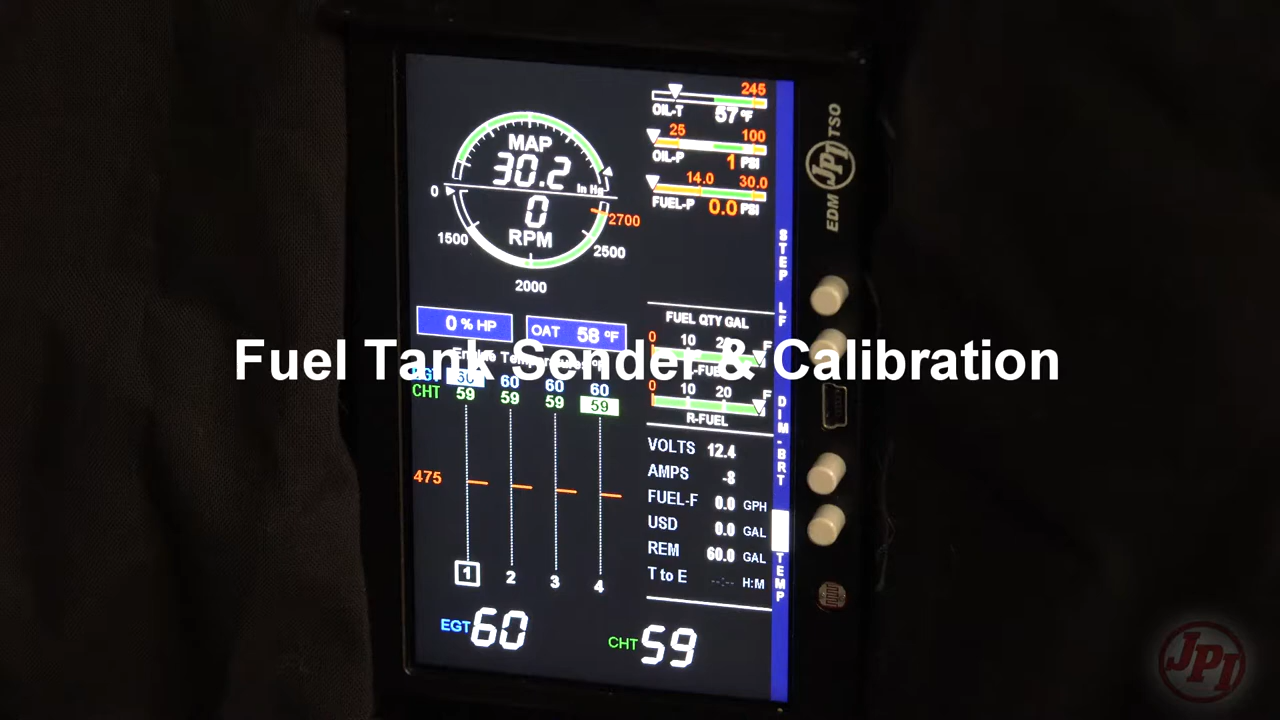 245
OIL-T 57 °F
25 100
OIL-P 1 PSI
14.0 30.0
FUEL-P 0.0 PSI
MAP
30.2 In Hg
0
0
RPM
2700
1500 2500
2000
0 % HP
OAT 58 °F
FUEL QTY GAL
0 10 F
L-FUEL
0 10 20 F
R-FUEL
Fuel Tank Sender & Calibration
EGT 60 60 60
CHT 59 59 59 59
475
1 2 3 4
EGT 60
CHT 59
VOLTS 12.4
AMPS -8
FUEL-F 0.0 GPH
USD 0.0 GAL
REM 60.0 GAL
T to E --:-- H:M
STEP LF
DIM-BRT
TEMP
EDM JPI TSO
JPI